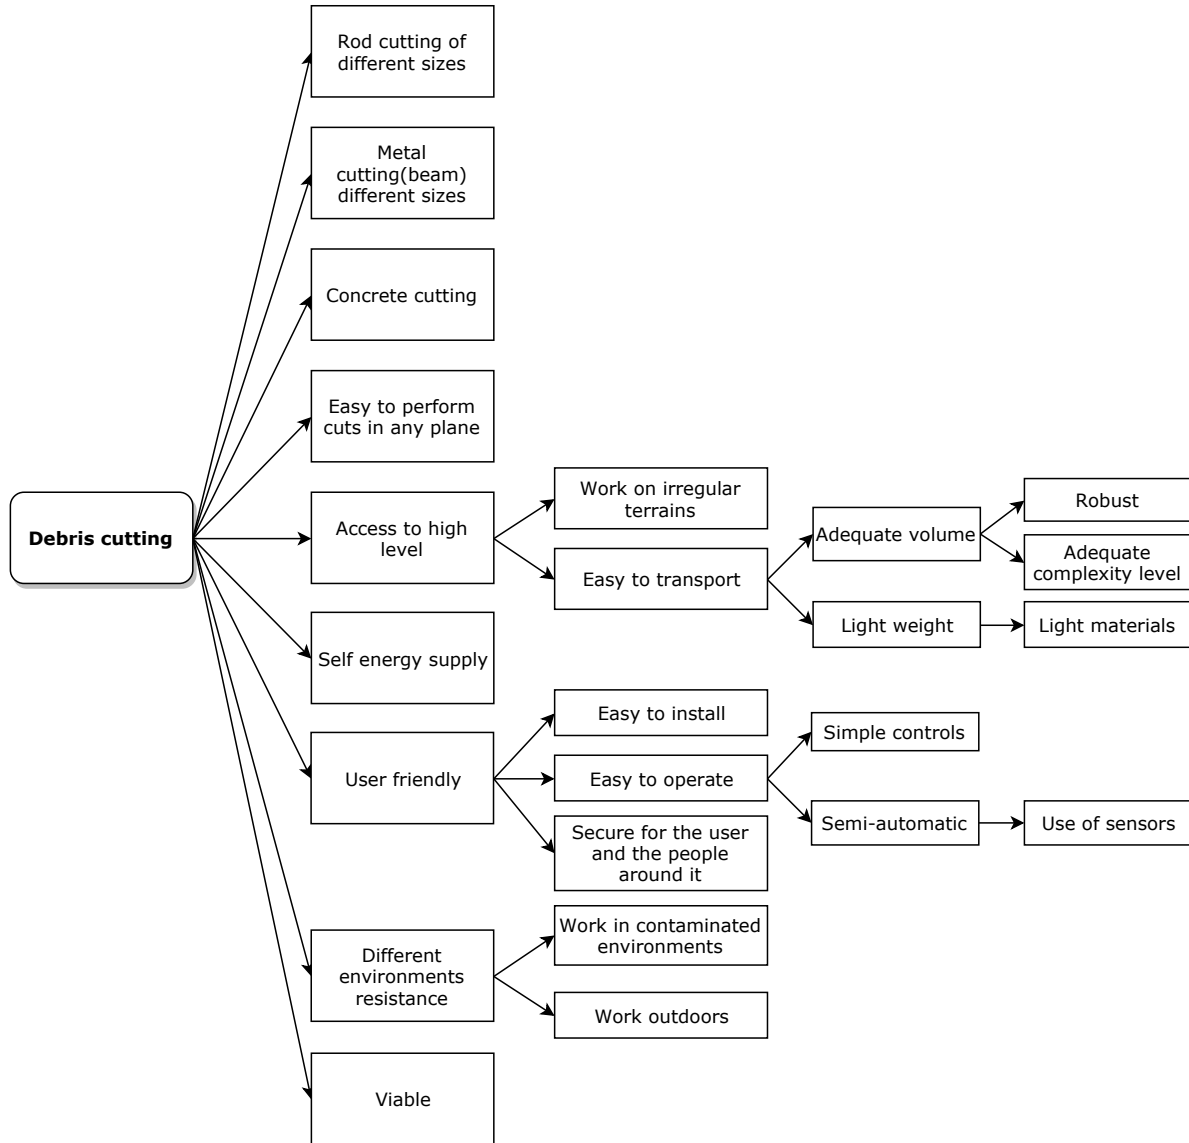 Rod cutting of
different sizes
Metal
cutting(beam)
different sizes
Concrete cutting
Easy to perform
cuts in any plane
Debris cutting
Access to high
level
Work on irregular
terrains
Easy to transport
Adequate volume
Robust
Adequate
complexity level
Light weight
Light materials
Self energy supply
User friendly
Easy to install
Easy to operate
Simple controls
Semi-automatic
Use of sensors
Secure for the user
and the people
around it
Different
environments
resistance
Work in contaminated
environments
Work outdoors
Viable